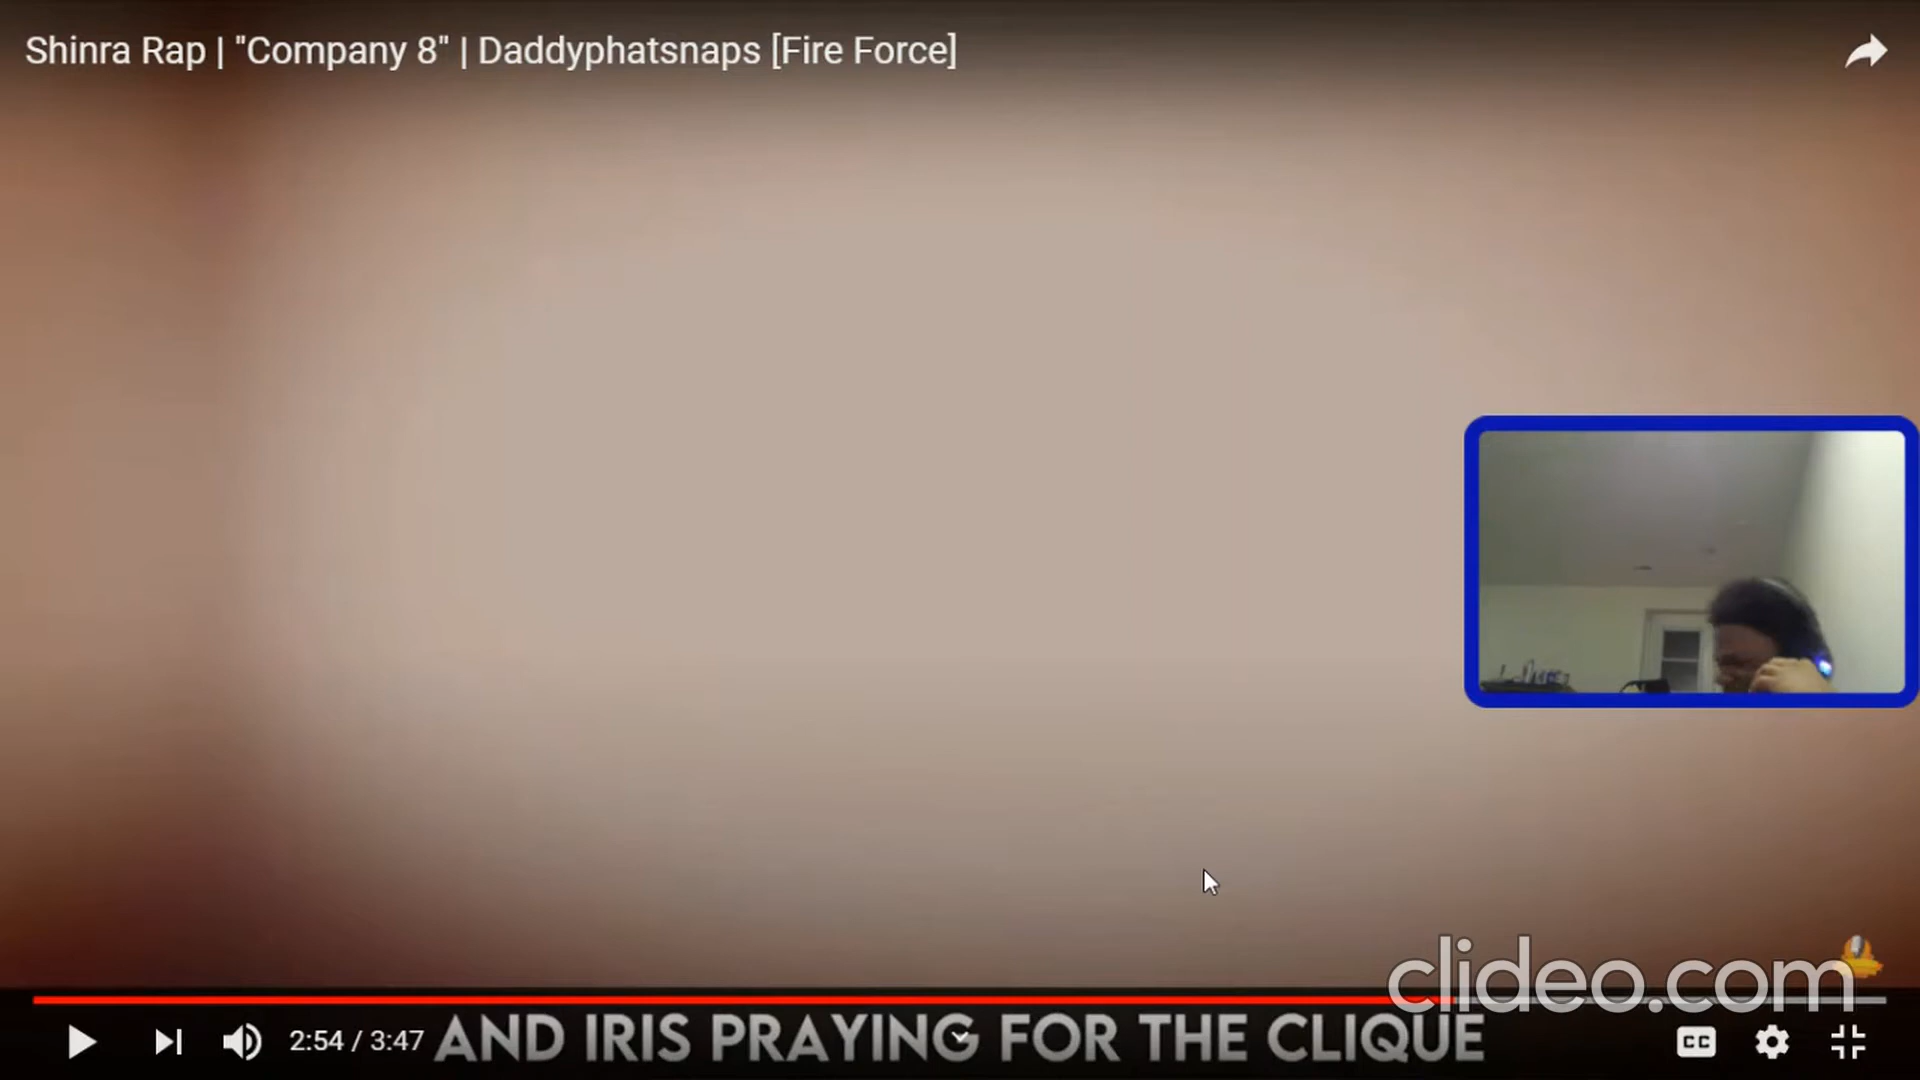 Shinra Rap | "Company 8" | Daddyphatsnaps [Fire Force]
clideo.com
2:54 / 3:47
AND IRIS PRAYING FOR THE CLIQUE
CC